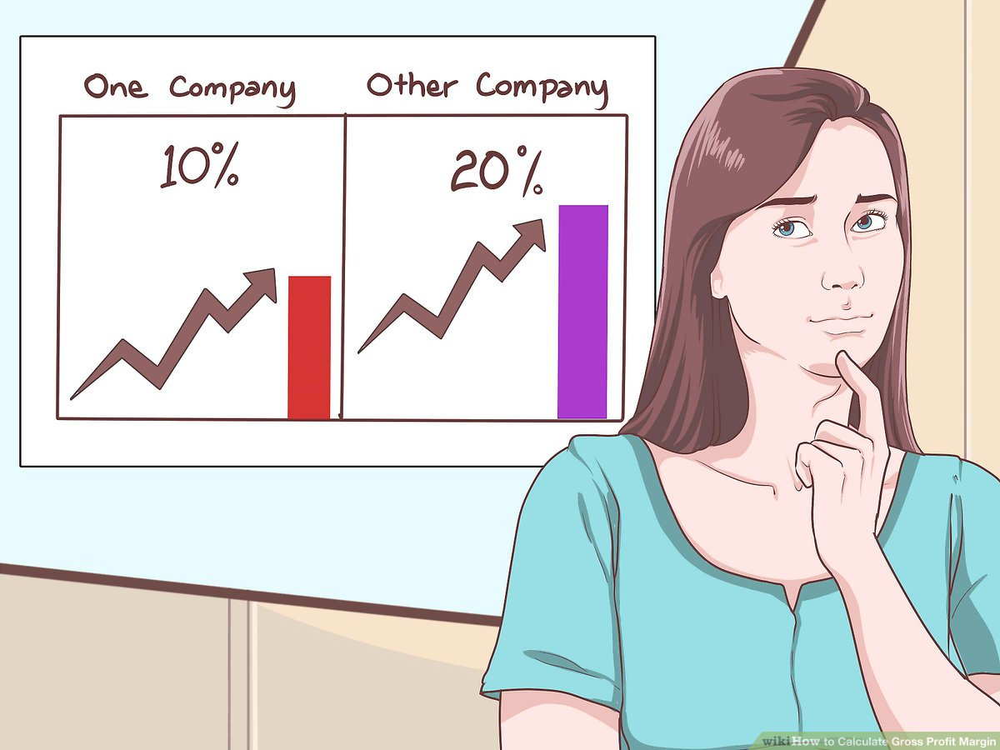 One Company Other Company
10% 20%
wikiHow to Calculate Gross Profit Margin